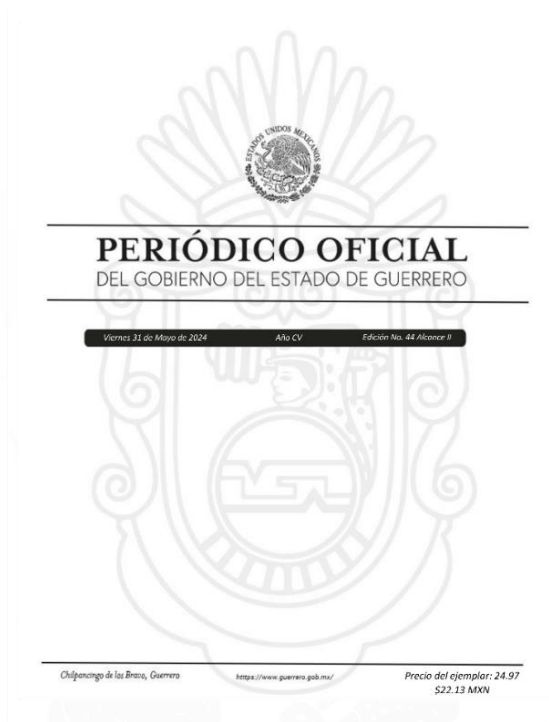 ESTADOS UNIDOS MEXICANOS
PERIÓDICO OFICIAL
DEL GOBIERNO DEL ESTADO DE GUERRERO
Viernes 31 de Mayo de 2024 Año CV Edición No. 44 Alcance II
Chilpancingo de los Bravo, Guerrero https://www.guerrero.gob.mx/ Precio del ejemplar: 24.97
$22.13 MXN